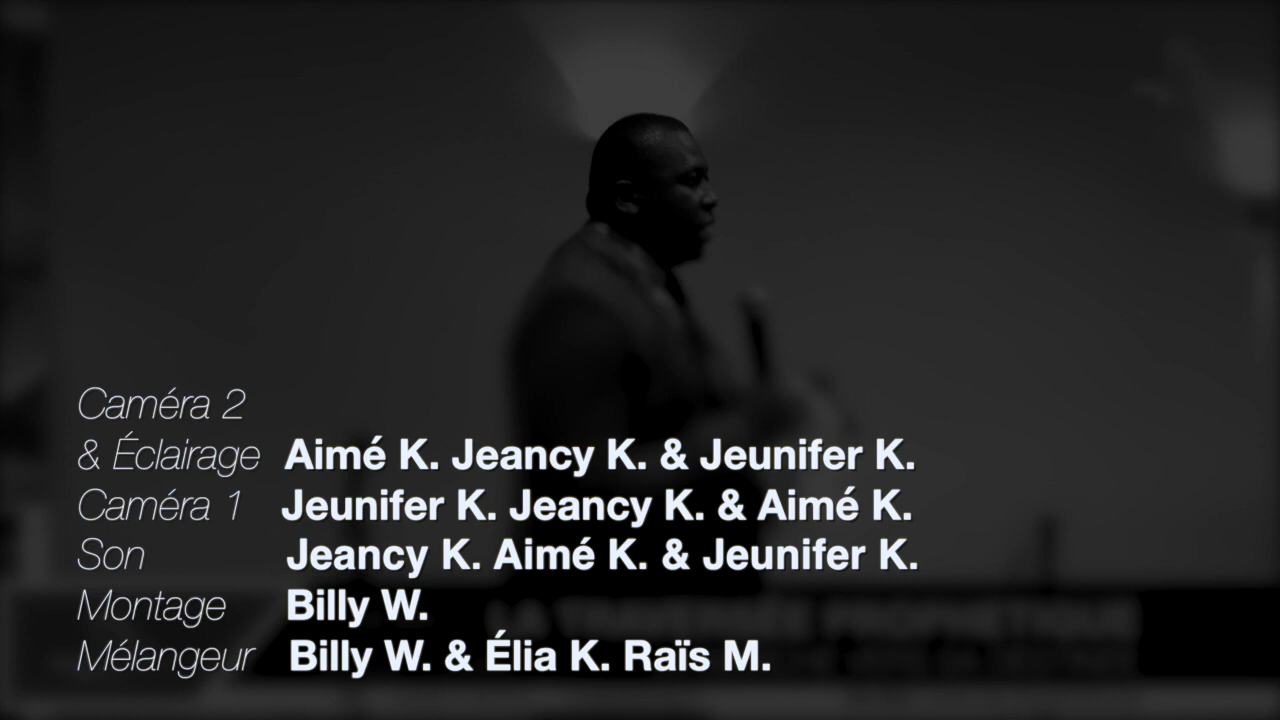 Caméra 2
& Éclairage Aimé K. Jeancy K. & Jeunifer K.
Caméra 1 Jeunifer K. Jeancy K. & Aimé K.
Son Jeancy K. Aimé K. & Jeunifer K.
Montage Billy W.
Mélangeur Billy W. & Élia K. Raïs M.